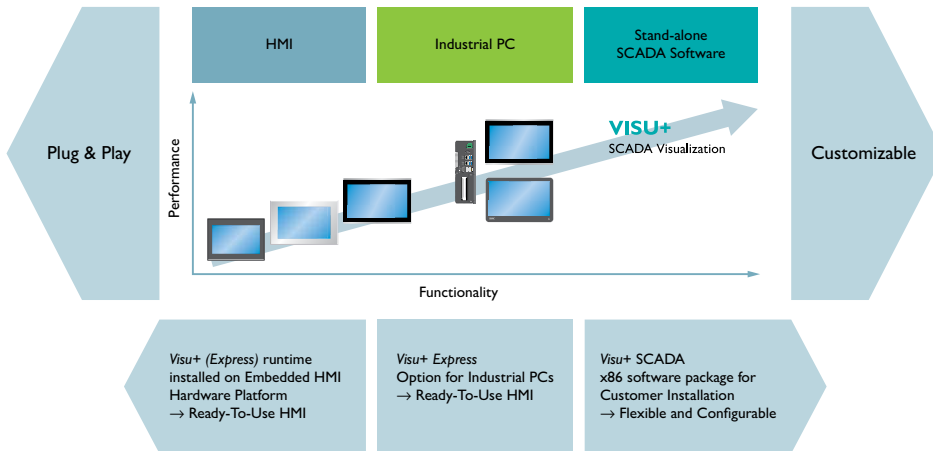 HMI
Industrial PC
Stand-alone
SCADA Software
Plug & Play
Performance
VISU+
SCADA Visualization
Customizable
Functionality
Visu+ (Express) runtime
installed on Embedded HMI
Hardware Platform
→ Ready-To-Use HMI
Visu+ Express
Option for Industrial PCs
→ Ready-To-Use HMI
Visu+ SCADA
x86 software package for
Customer Installation
→ Flexible and Configurable